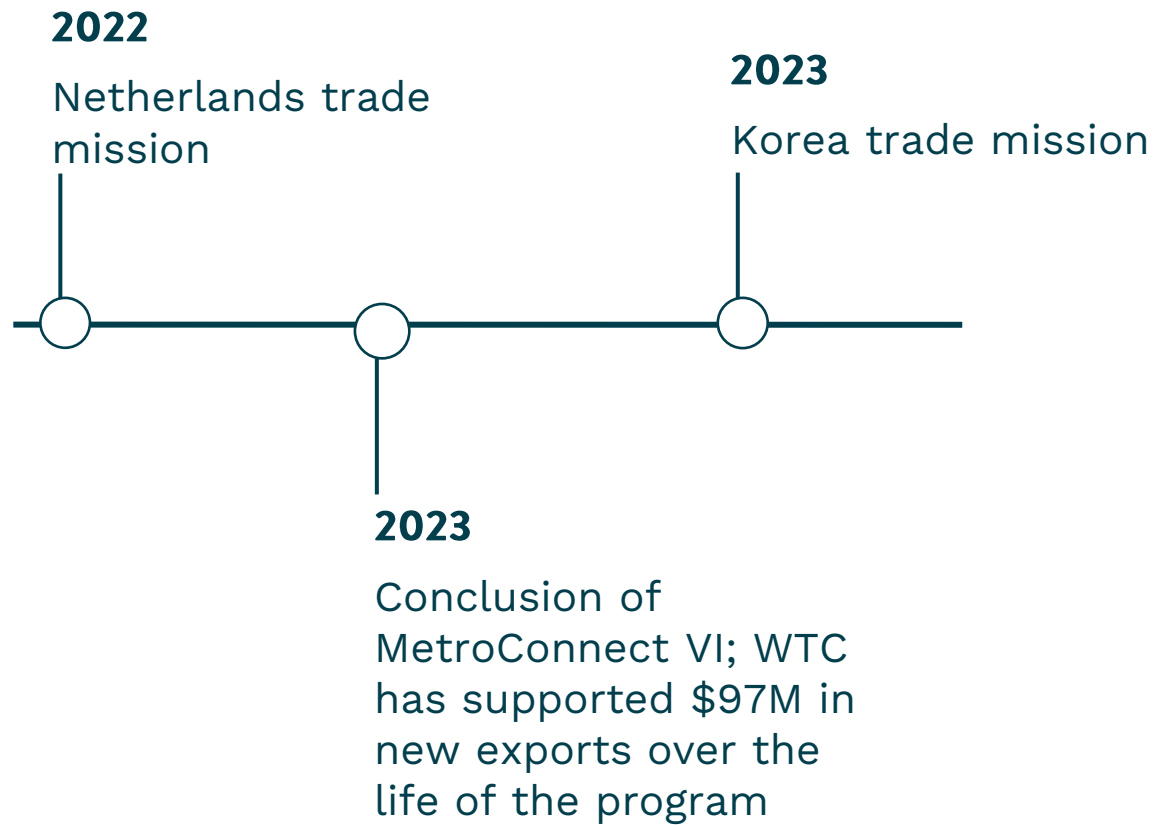 2022
Netherlands trade
mission
2023
Conclusion of
MetroConnect VI; WTC
has supported $97M in
new exports over the
life of the program
2023
Korea trade mission